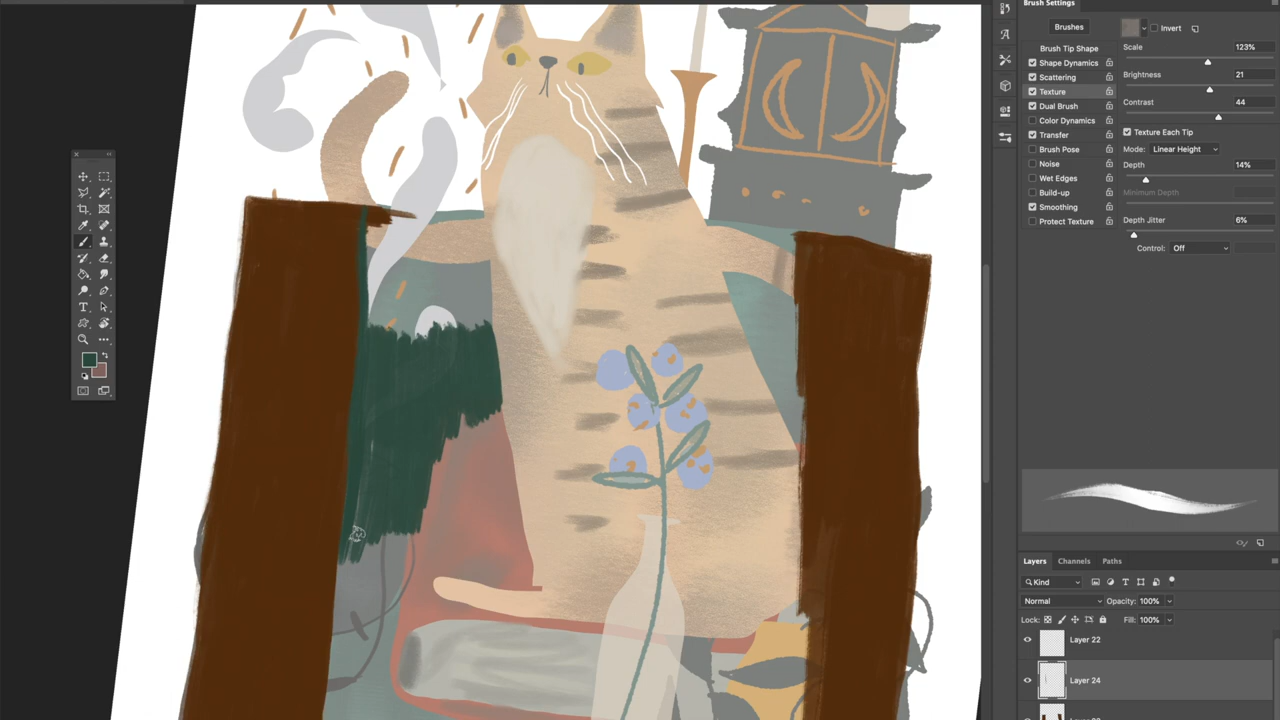 Brush Settings
Brushes
Invert
Brush Tip Shape
Scale
123%
Shape Dynamics
Scattering
Brightness
21
Texture
Dual Brush
Contrast
44
Color Dynamics
Transfer
Texture Each Tip
Brush Pose
Mode: Linear Height
Noise
Depth
14%
Wet Edges
Build-up
Minimum Depth
Smoothing
Protect Texture
Depth Jitter
6%
Control: Off
Layers Channels Paths
Kind
Normal Opacity: 100%
Lock: Fill: 100%
Layer 22
Layer 24